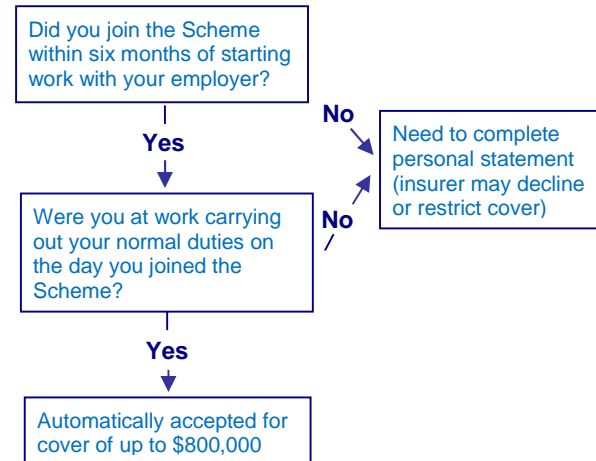 Did you join the Scheme
within six months of starting
work with your employer?
No
Yes
Need to complete
personal statement
(insurer may decline
or restrict cover)
Were you at work carrying
out your normal duties on
the day you joined the
Scheme?
No
Yes
Automatically accepted for
cover of up to $800,000